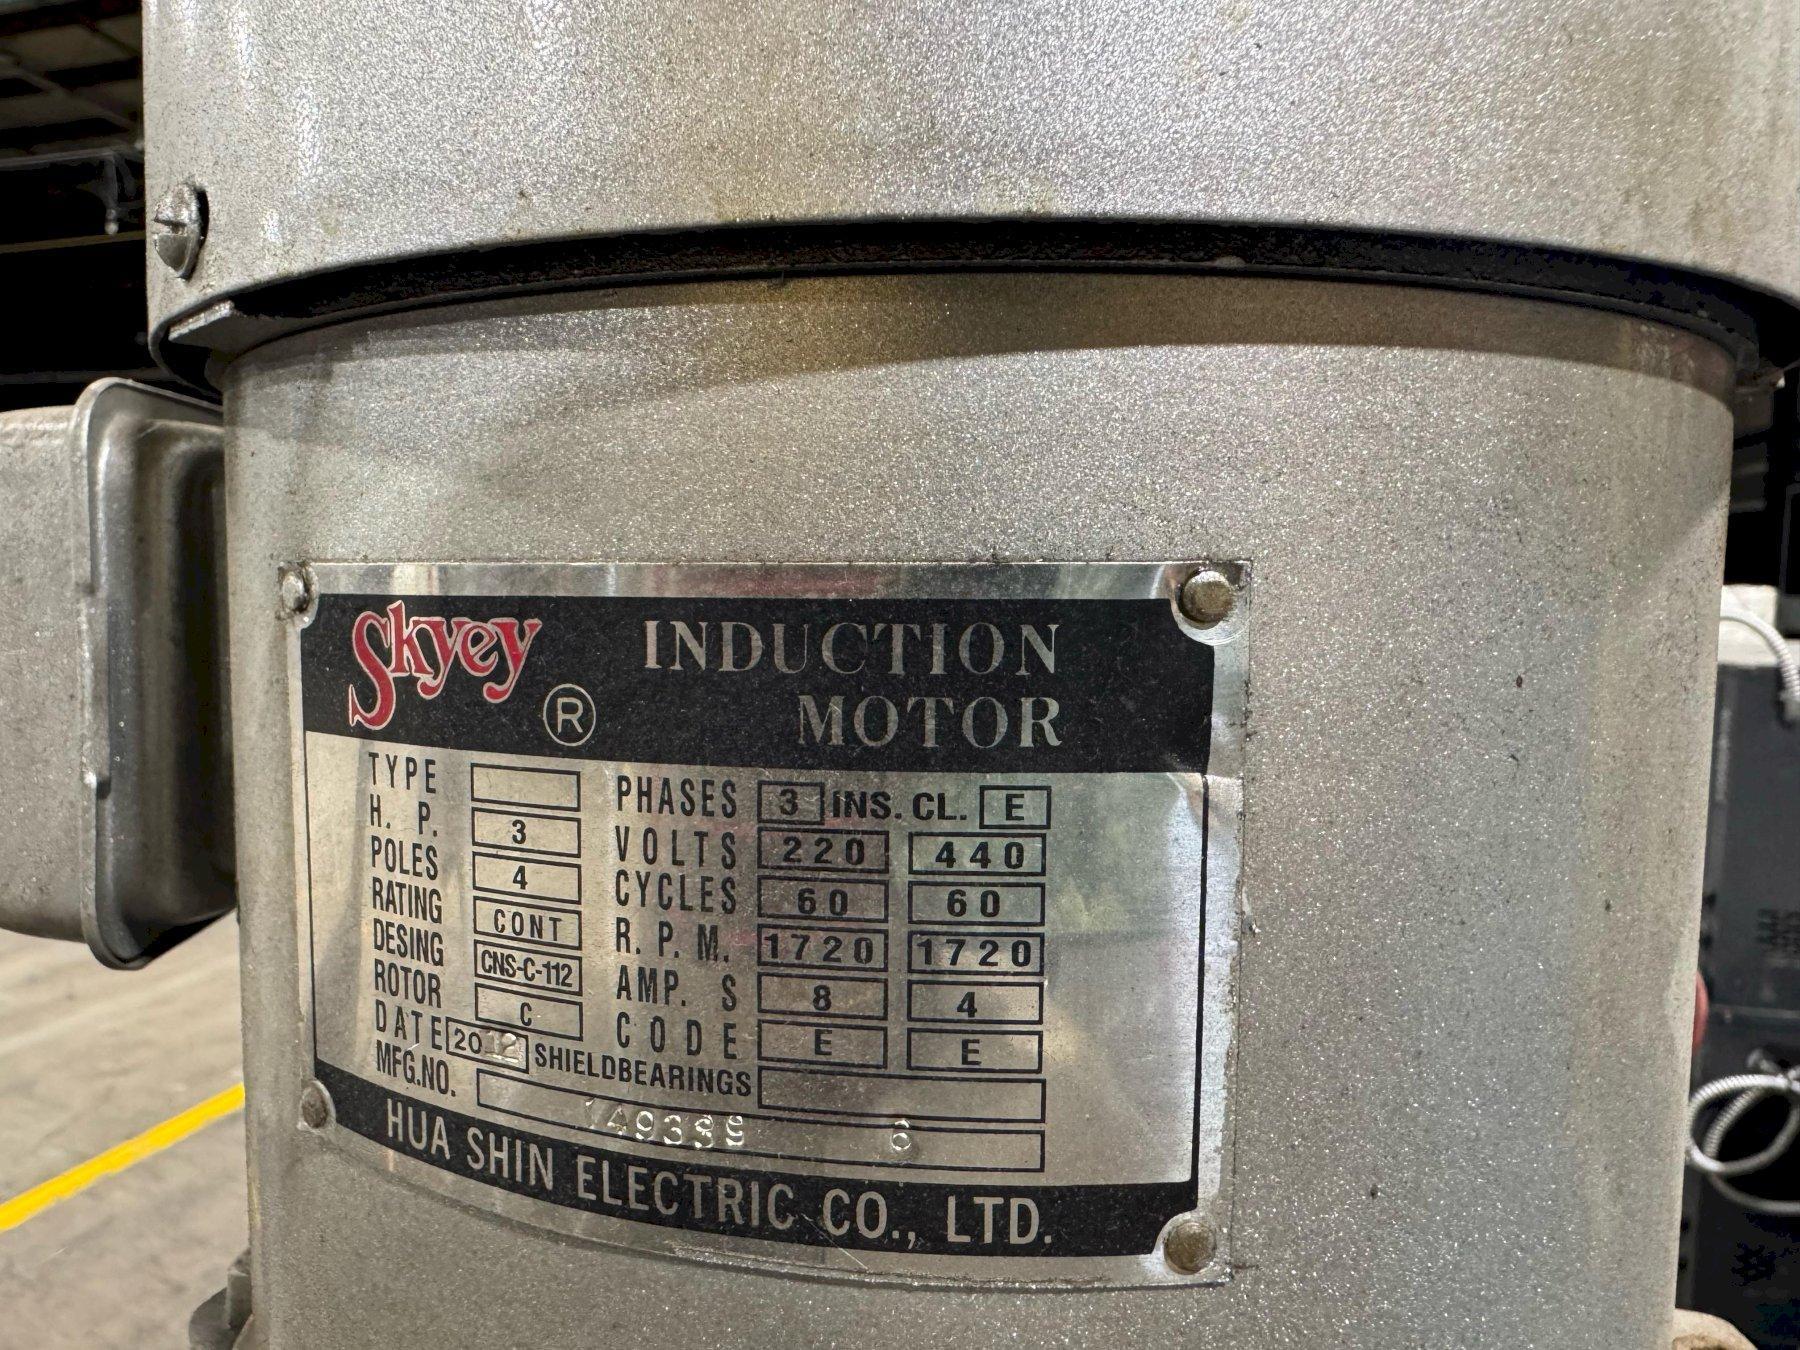 Skyey ® INDUCTION
MOTOR
TYPE
H. P. 3
POLES 4
RATING CONT
DESING CNS-C-112
ROTOR C
DATE 2012
PHASES 3 INS. CL. E
VOLTS 220 440
CYCLES 60 60
R. P. M. 1720 1720
AMP. S 8 4
CODE E E
SHIELDBEARINGS
MFG.NO. 6
HUA SHIN ELECTRIC CO., LTD.